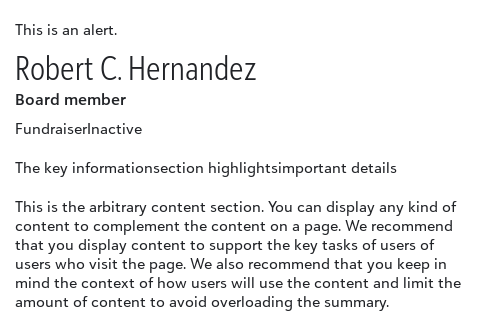 This is an alert.
Robert C. Hernandez
Board member
FundraiserInactive
The key informationsection highlightsimportant details
This is the arbitrary content section. You can display any kind of
content to complement the content on a page. We recommend
that you display content to support the key tasks of users of
users who visit the page. We also recommend that you keep in
mind the context of how users will use the content and limit the
amount of content to avoid overloading the summary.